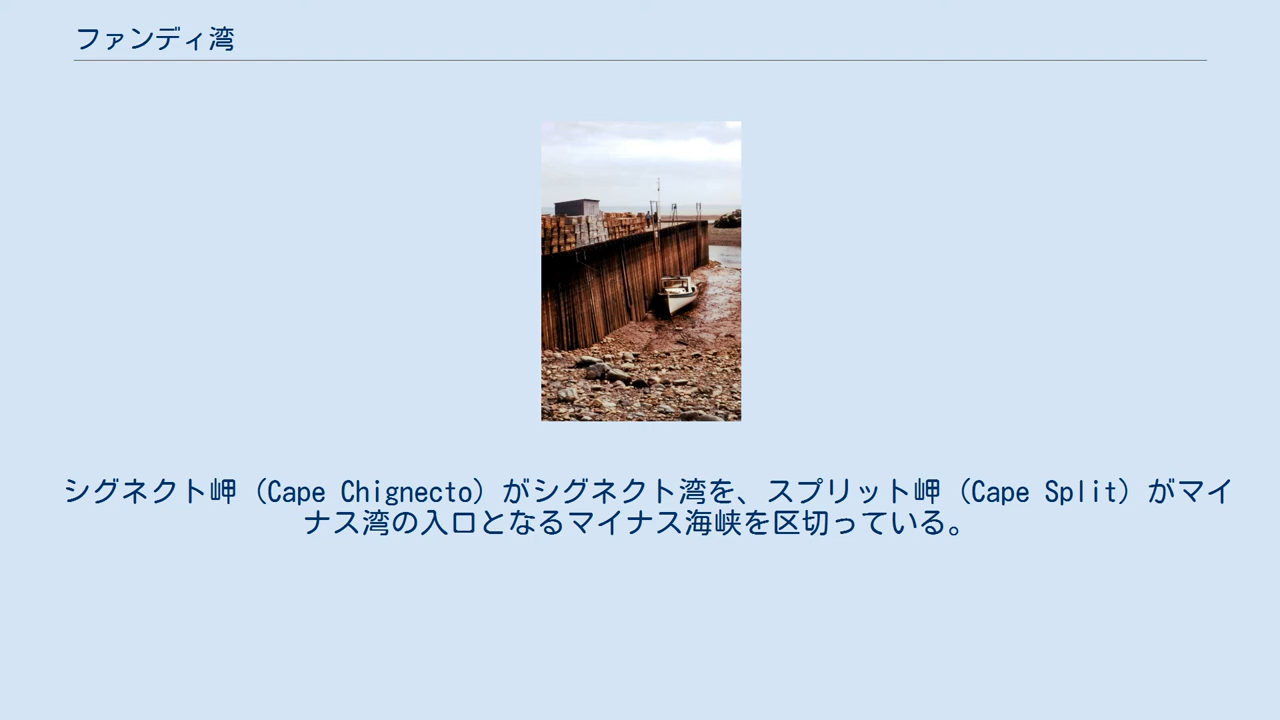 ファンディ湾
シグネクト岬（Cape Chignecto）がシグネクト湾を、スプリット岬（Cape Split）がマイ
ナス湾の入口となるマイナス海峡を区切っている。